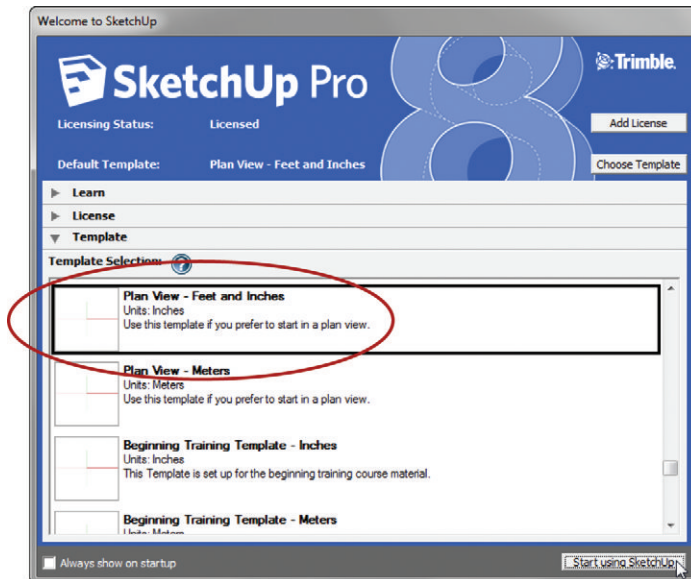 Welcome to SketchUp
SketchUp Pro
8
Trimble.
Licensing Status: Licensed
Add License
Default Template: Plan View - Feet and Inches
Choose Template
Learn
License
Template
Template Selection: ?
Plan View - Feet and Inches
Units: Inches
Use this template if you prefer to start in a plan view.
Plan View - Meters
Units: Meters
Use this template if you prefer to start in a plan view.
Beginning Training Template - Inches
Units: Inches
This Template is set up for the beginning training course material.
Beginning Training Template - Meters
Units: Meters
Always show on startup
Start using SketchUp